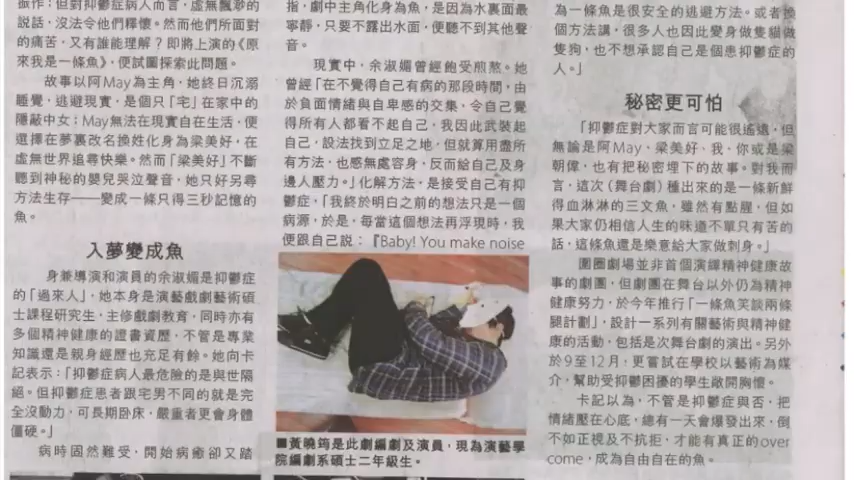 振作：但對抑鬱症病人而言，虛無飄渺的
說話，沒法令他們釋懷。然而他們所面對
的痛苦，又有誰能理解？即將上演的《原
來我是一條魚》，便試圖探索此問題。
故事以阿May為主角，她終日沉溺
睡覺，逃避現實，是個只「宅」在家中的
隱蔽中女；May無法在現實自在生活，便
選擇在夢裏改名換姓化身為梁美好，在
虛無世界追尋快樂。然而「梁美好」不斷
聽到神秘的嬰兒哭泣聲音，她只好另尋
方法生存——變成一條只得三秒記憶的
魚。
入夢變成魚
身兼導演和演員的余淑媚是抑鬱症
的「過來人」，她本身是演藝戲劇藝術碩
士課程研究生，主修戲劇教育，同時亦有
多個精神健康的證書資歷，不管是專業
知識還是親身經歷也充足有餘。她向卡
記表示：「抑鬱症病人最危險的是與世隔
絕。但抑鬱症患者跟宅男不同的就是完
全沒動力，可長期卧床，嚴重者更會身體
僵硬。」
病時固然難受，開始病癒卻又踏
指，劇中主角化身為魚，是因為水裏面最
寧靜，只要不露出水面，便聽不到其他聲
音。
現實中，余淑媚曾經飽受煎熬。她
曾經「在不覺得自己有病的那段時間，由
於負面情緒與自卑感的交集，令自己覺
得所有人都看不起自己，我因此武裝起
自己，設法找到立足之地，但就算用盡所
有方法，也感無處容身，反而給自己及身
邊人壓力。」化解方法，是接受自己有抑
鬱症，「我終於明白之前的想法只是一個
病源，於是，每當這個想法再浮現時，我
便跟自己説：『Baby! You make noise
■黃曉筠是此劇編劇及演員，現為演藝學
院編劇系碩士二年級生。
為一條魚是很安全的逃避方法。或者換
個方法講，很多人也因此變身做隻貓做
隻狗，也不想承認自己是個患抑鬱症的
人。」
秘密更可怕
「抑鬱症對大家而言可能很遙遠，但
無論是阿May、梁美好、我、你或是梁
朝偉，也有把秘密埋下的故事。對我而
言，這次（舞台劇）種出來的是一條新鮮
得血淋淋的三文魚，雖然有點腥，但如
果大家仍相信人生的味道不單只有苦的
話，這條魚還是樂意給大家做刺身。」
團圈劇場並非首個演繹精神健康故
事的劇團，但劇團在舞台以外仍為精神
健康努力，於今年推行「一條魚笑談兩條
腿計劃」，設計一系列有關藝術與精神健
康的活動，包括是次舞台劇的演出。另外
於9至12月，更嘗試在學校以藝術為媒
介，幫助受抑鬱困擾的學生敞開胸懷。
卡記以為，不管是抑鬱症與否，把
情緒壓在心底，總有一天會爆發出來，倒
不如正視及不抗拒，才能有真正的over
come，成為自由自在的魚。